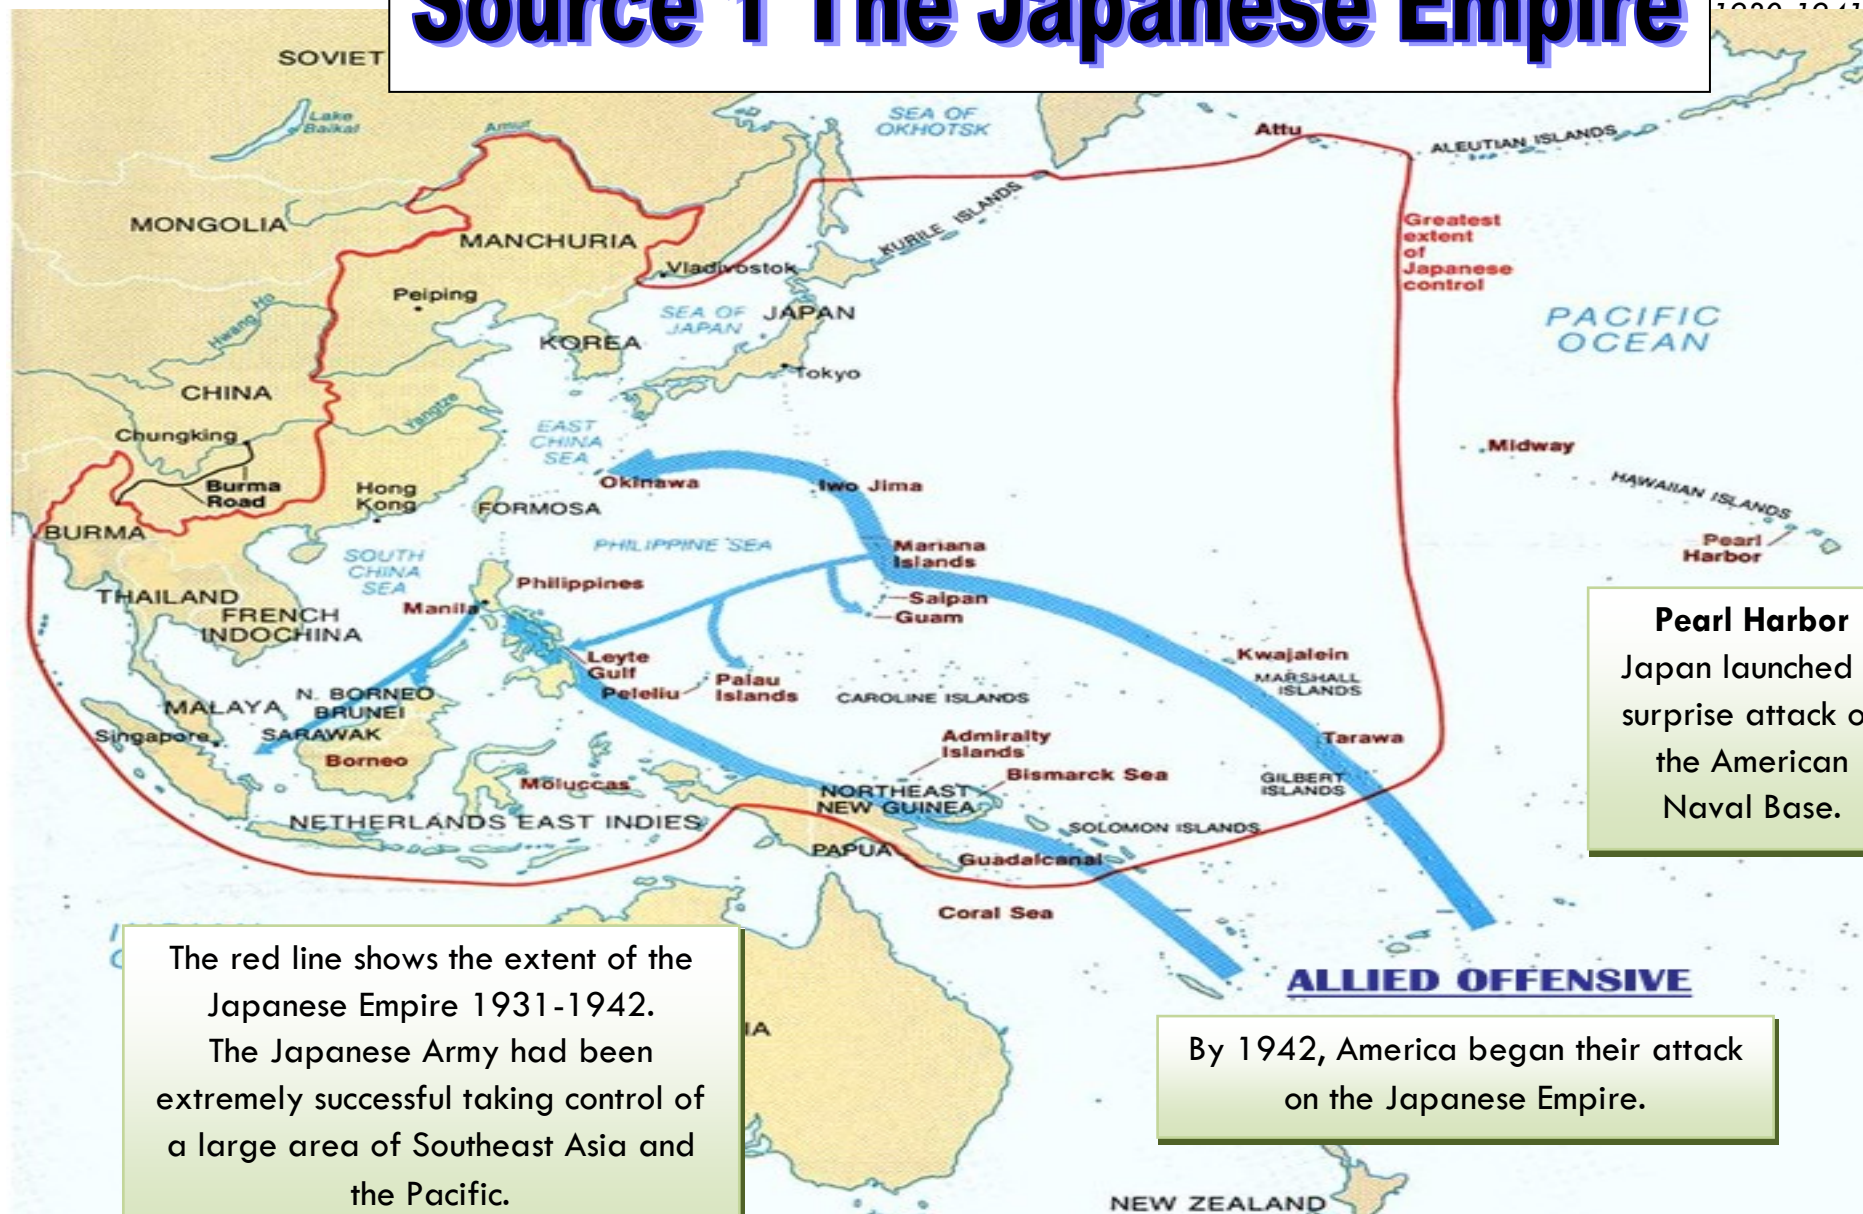 Source 1 The Japanese Empire
SOVIET
Lake
Baikal
Amur
SEA OF
OKHOTSK
Attu
ALEUTIAN ISLANDS
MONGOLIA
MANCHURIA
KURILE ISLANDS
Greatest
extent
of
Japanese
control
Vladivostok
Peiping
Hwang Ho
SEA OF
JAPAN
JAPAN
KOREA
PACIFIC
OCEAN
Tokyo
CHINA
Yangtze
Chungking
EAST
CHINA
SEA
Midway
Burma
Road
Hong
Kong
Okinawa
Iwo Jima
HAWAIIAN ISLANDS
FORMOSA
BURMA
PHILIPPINE SEA
Mariana
Islands
Pearl
Harbor
SOUTH
CHINA
SEA
Philippines
THAILAND
Manila
Saipan
Guam
FRENCH
INDOCHINA
Pearl Harbor
Japan launched
surprise attack o
the American
Naval Base.
Leyte
Gulf
Kwajalein
MARSHALL
ISLANDS
Peleliu
Palau
Islands
CAROLINE ISLANDS
N. BORNEO
BRUNEI
MALAYA
SARAWAK
Singapore
Borneo
Admiralty
Islands
Tarawa
Bismarck Sea
Moluccas
GILBERT
ISLANDS
NORTHEAST
NEW GUINEA
NETHERLANDS EAST INDIES
SOLOMON ISLANDS
PAPUA
Guadalcanal
Coral Sea
The red line shows the extent of the
Japanese Empire 1931-1942.
The Japanese Army had been
extremely successful taking control of
a large area of Southeast Asia and
the Pacific.
IA
ALLIED OFFENSIVE
By 1942, America began their attack
on the Japanese Empire.
NEW ZEALAND